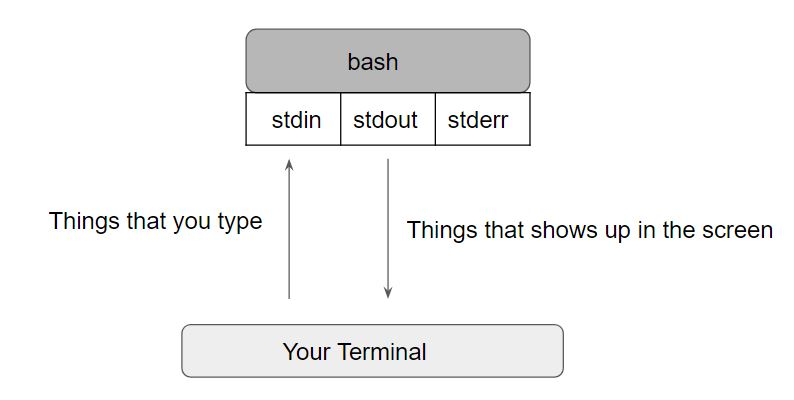 bash
stdin stdout stderr
Things that you type
Things that shows up in the screen
Your Terminal